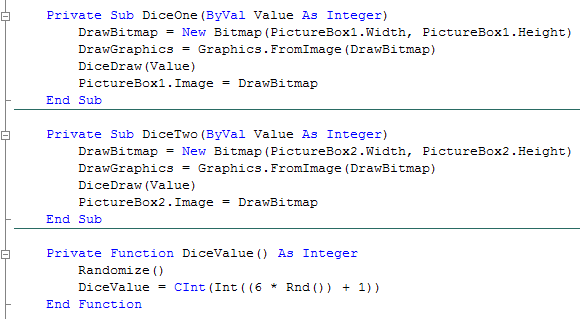 Private Sub DiceOne(ByVal Value As Integer)
DrawBitmap = New Bitmap(PictureBox1.Width, PictureBox1.Height)
DrawGraphics = Graphics.FromImage(DrawBitmap)
DiceDraw(Value)
PictureBox1.Image = DrawBitmap
End Sub
Private Sub DiceTwo(ByVal Value As Integer)
DrawBitmap = New Bitmap(PictureBox2.Width, PictureBox2.Height)
DrawGraphics = Graphics.FromImage(DrawBitmap)
DiceDraw(Value)
PictureBox2.Image = DrawBitmap
End Sub
Private Function DiceValue() As Integer
Randomize()
DiceValue = CInt(Int((6 * Rnd()) + 1))
End Function